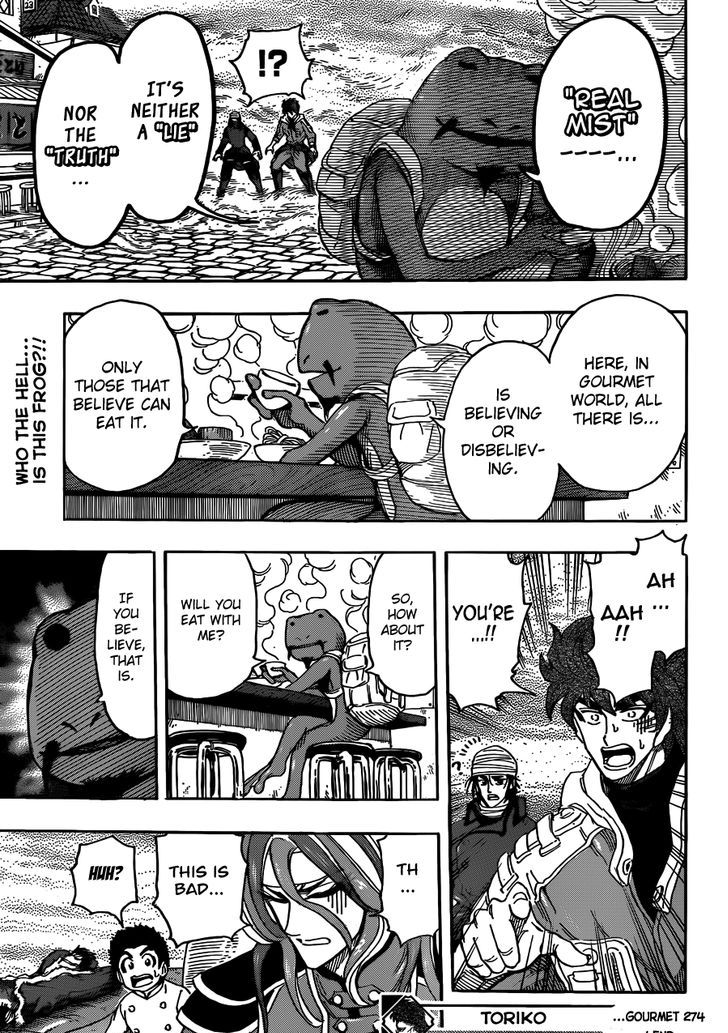 "REAL
MIST"
----...
!?
IT'S
NEITHER
A "LIE"
NOR
THE
"TRUTH"
...
HERE, IN
GOURMET
WORLD, ALL
THERE IS...
IS
BELIEVING
OR
DISBELIEV-
ING.
ONLY
THOSE THAT
BELIEVE CAN
EAT IT.
WHO THE HELL...
IS THIS FROG?!!
AH
...
AAH
!!
YOU'RE
...!!
SO,
HOW
ABOUT
IT?
WILL YOU
EAT WITH
ME?
IF
YOU
BE-
LIEVE,
THAT
IS.
TH
...
THIS IS
BAD...
HUH?
TORIKO
...GOURMET 274